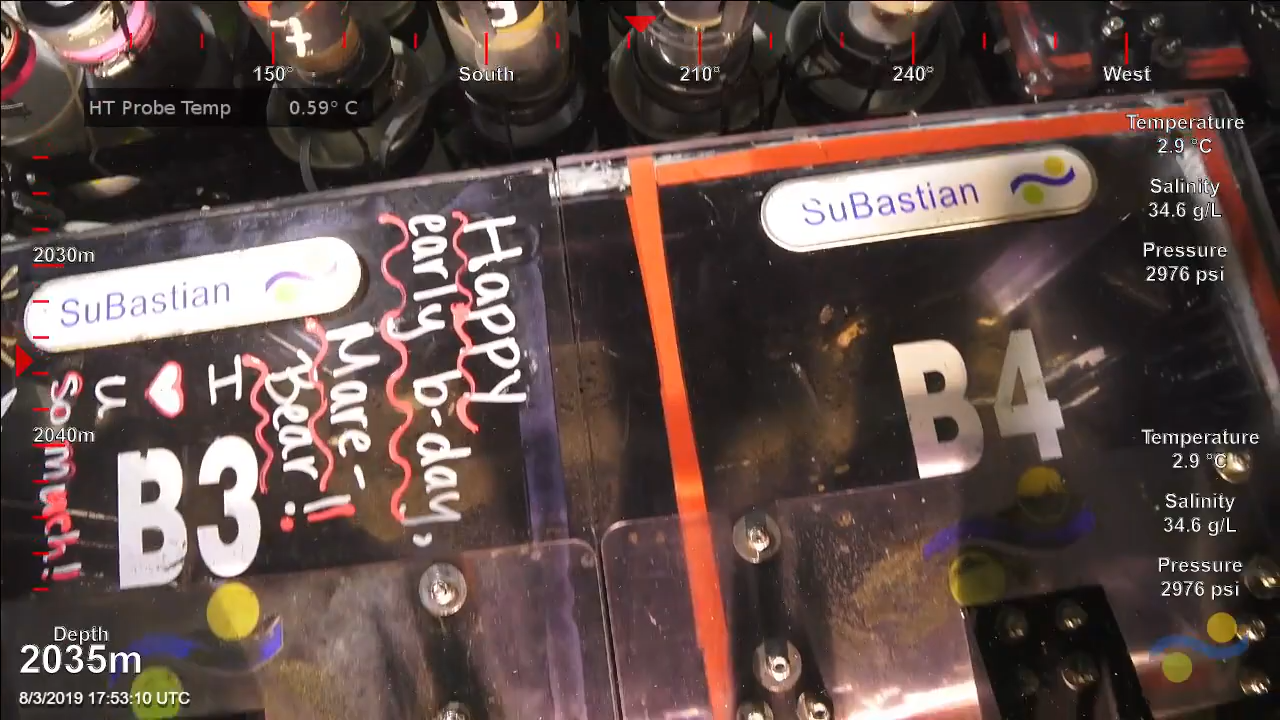 150°
South
210°
240°
West
HT Probe Temp 0.59° C
Temperature
2.9 °C
Salinity
34.6 g/L
Pressure
2976 psi
2030m
2040m
SuBastian
SuBastian
Happy
early b-day,
Mare-
Bear!!
I ♥
u
so much!
B3
B4
Temperature
2.9 °C
Salinity
34.6 g/L
Pressure
2976 psi
Depth
2035m
8/3/2019 17:53:10 UTC